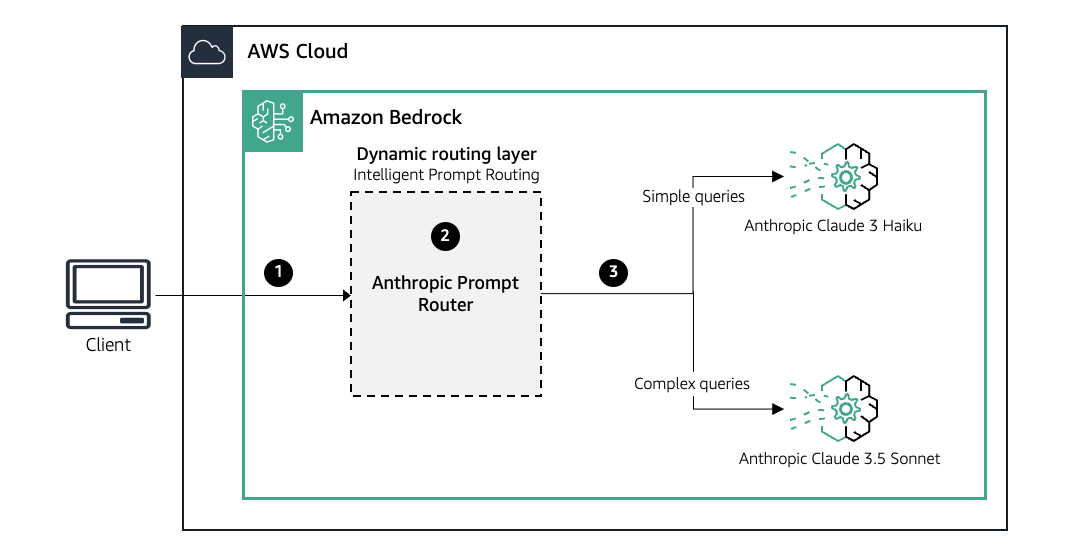 AWS Cloud
Amazon Bedrock
Dynamic routing layer
Intelligent Prompt Routing
2
Anthropic Prompt
Router
1
3
Client
Simple queries
Anthropic Claude 3 Haiku
Complex queries
Anthropic Claude 3.5 Sonnet